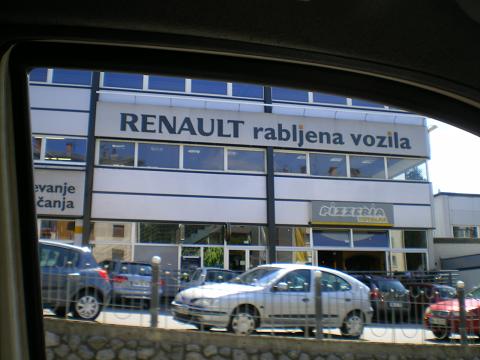 RENAULT rabljena vozila
evanje
čanja
PIZZERIA